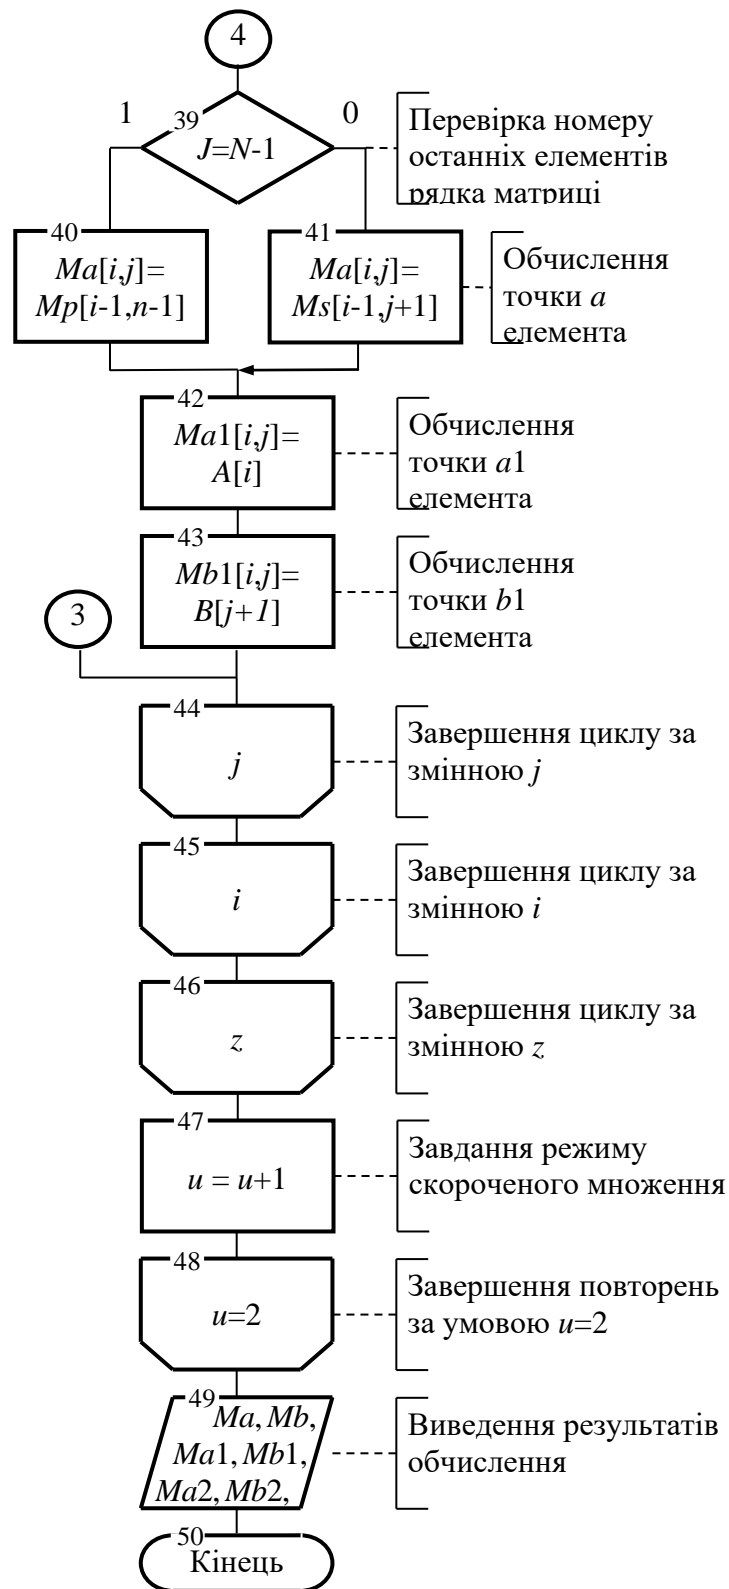 4
1
39
0
J=N-1
Перевірка номеру
останніх елементів
рядка матриці
40
Ma[i,j]=
Mp[i-1,n-1]
41
Ma[i,j]=
Ms[i-1,j+1]
Обчислення
точки a
елемента
42
Ma1[i,j]=
A[i]
Обчислення
точки a1
елемента
43
Mb1[i,j]=
B[j+1]
Обчислення
точки b1
елемента
3
44
j
Завершення циклу за
змінною j
45
i
Завершення циклу за
змінною i
46
z
Завершення циклу за
змінною z
47
u = u+1
Завдання режиму
скороченого множення
48
u=2
Завершення повторень
за умовою u=2
49
Ma, Mb,
Ma1, Mb1,
Ma2, Mb2,
Виведення результатів
обчислення
50
Кінець